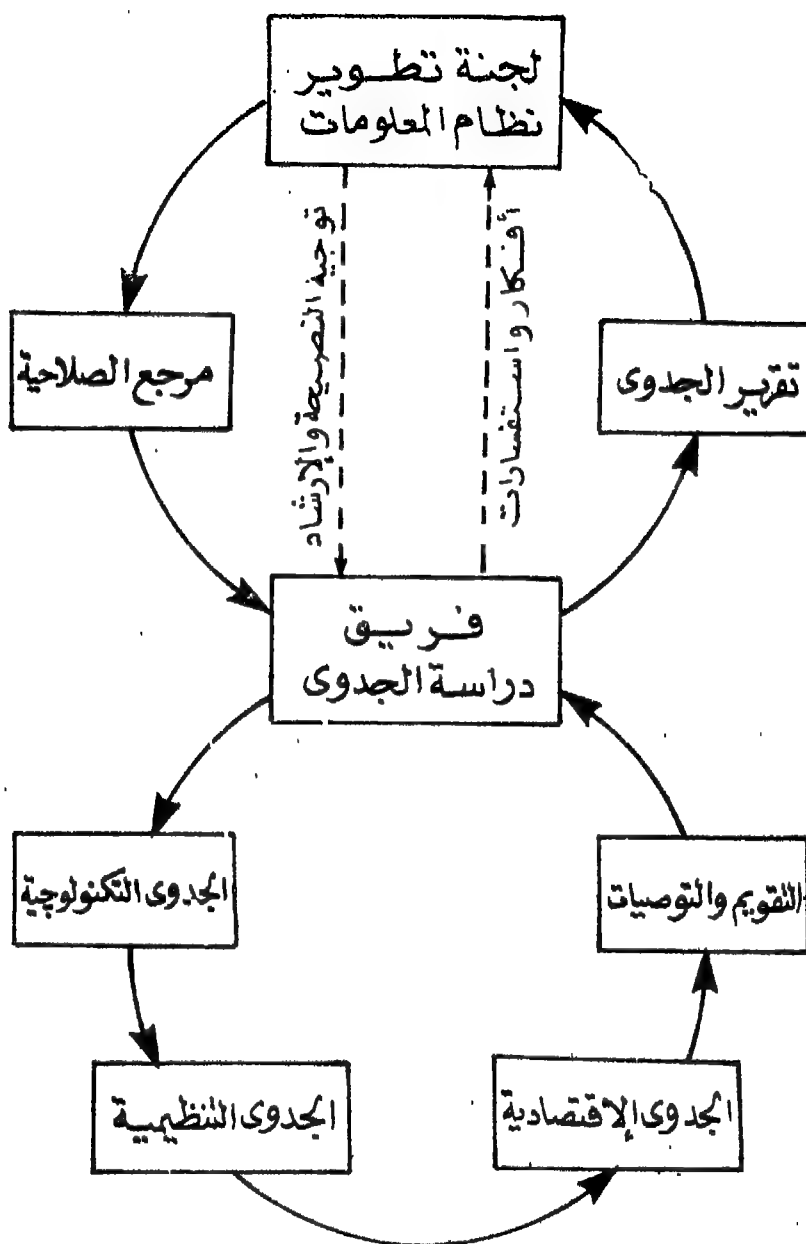 لجنة تطوير
نظام المعلومات
توجيه النصيحة والإرشاد
أفكار واستفسارات
مرجع الصلاحية
تقرير الجدوى
فريق
دراسة الجدوى
الجدوى التكنولوجية
التقويم والتوصيات
الجدوى التنظيمية
الجدوى الإقتصادية